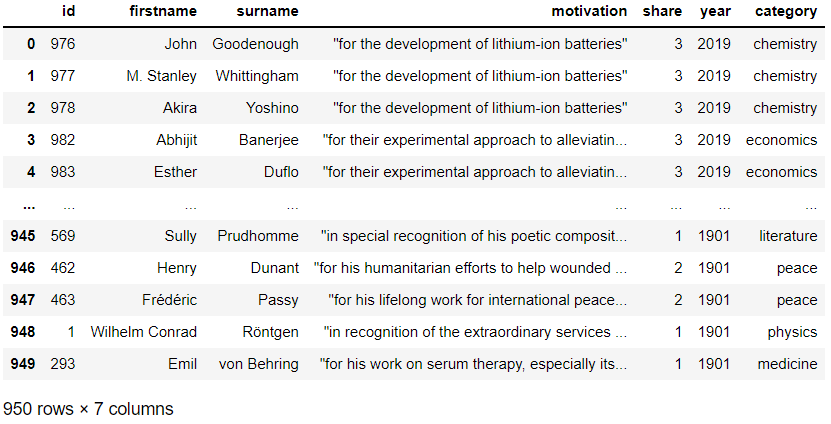 id firstname surname motivation share year category
0 976 John Goodenough "for the development of lithium-ion batteries" 3 2019 chemistry
1 977 M. Stanley Whittingham "for the development of lithium-ion batteries" 3 2019 chemistry
2 978 Akira Yoshino "for the development of lithium-ion batteries" 3 2019 chemistry
3 982 Abhijit Banerjee "for their experimental approach to alleviatin... 3 2019 economics
4 983 Esther Duflo "for their experimental approach to alleviatin... 3 2019 economics
... ... ... ... ... ... ... ...
945 569 Sully Prudhomme "in special recognition of his poetic composit... 1 1901 literature
946 462 Henry Dunant "for his humanitarian efforts to help wounded ... 2 1901 peace
947 463 Frédéric Passy "for his lifelong work for international peace... 2 1901 peace
948 1 Wilhelm Conrad Röntgen "in recognition of the extraordinary services ... 1 1901 physics
949 293 Emil von Behring "for his work on serum therapy, especially its... 1 1901 medicine
950 rows × 7 columns